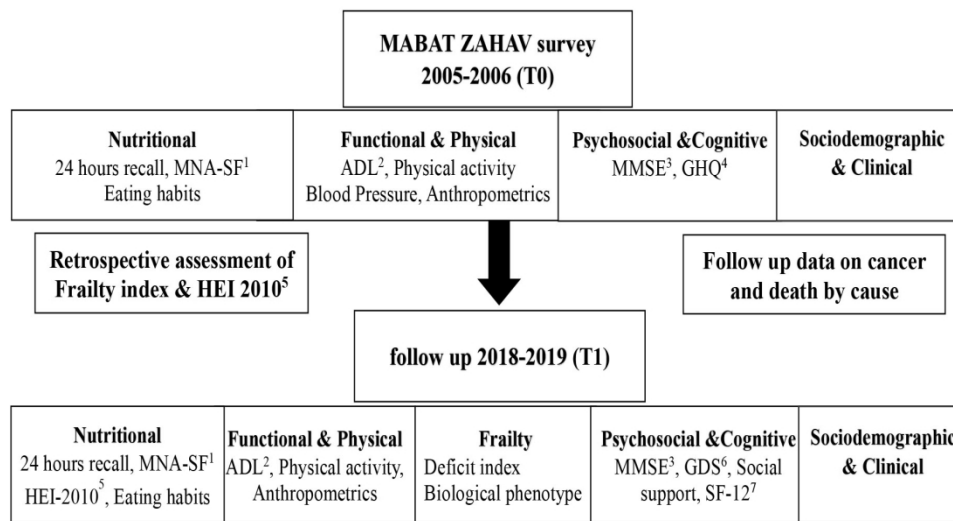 MABAT ZAHAV survey
2005-2006 (T0)
Nutritional
24 hours recall, MNA-SF¹
Eating habits
Functional & Physical
ADL², Physical activity
Blood Pressure, Anthropometrics
Psychosocial &Cognitive
MMSE³, GHQ⁴
Sociodemographic
& Clinical
Retrospective assessment of
Frailty index & HEI 2010⁵
Follow up data on cancer
and death by cause
follow up 2018-2019 (T1)
Nutritional
24 hours recall, MNA-SF¹
HEI-2010⁵, Eating habits
Functional & Physical
ADL², Physical activity,
Anthropometrics
Frailty
Deficit index
Biological phenotype
Psychosocial &Cognitive
MMSE³, GDS⁶, Social
support, SF-12⁷
Sociodemographic
& Clinical